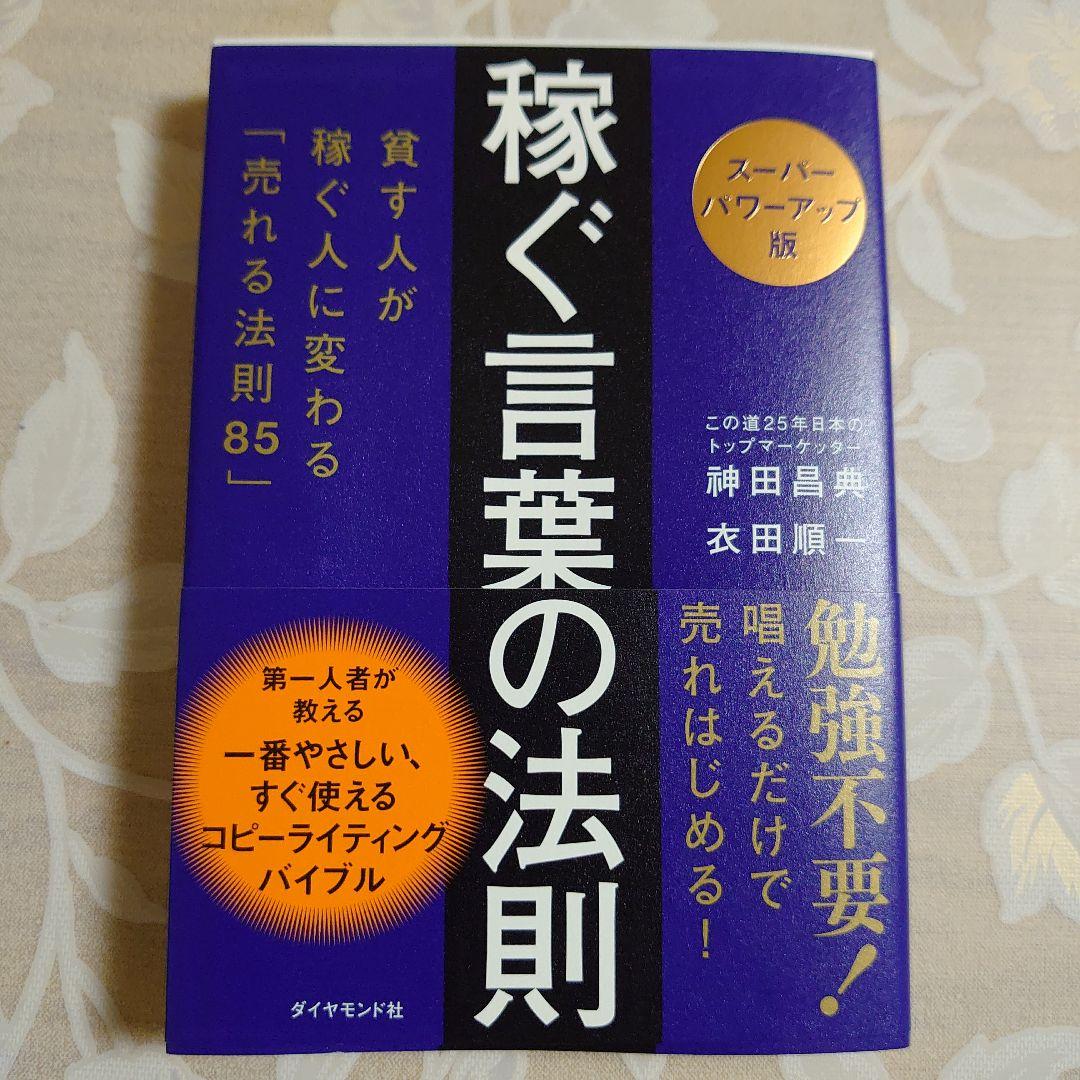 稼ぐ言葉の法則
スーパー
パワーアップ
版
貧す人が
稼ぐ人に変わる
「売れる法則85」
この道25年日本の
トップマーケッター
神田昌典
衣田順一
勉強不要！
唱えるだけで
売れはじめる！
第一人者が
教える
一番やさしい、
すぐ使える
コピーライティング
バイブル
ダイヤモンド社